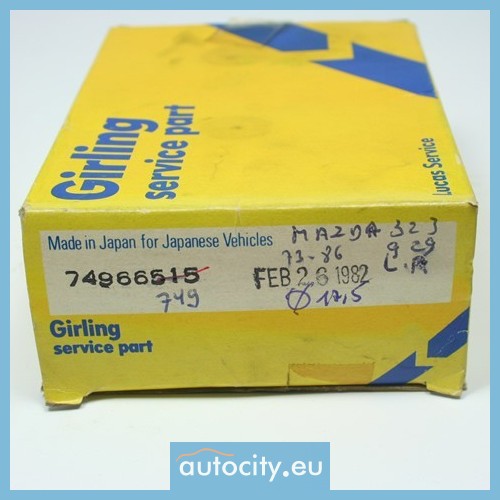 Girling
service part
Lucas Service
Made in Japan for Japanese Vehicles
MAZDA 323
73-86 929
74966515 FEB 26 1982 L.R
749 Ø 17,5
Girling
service part
autocity.eu